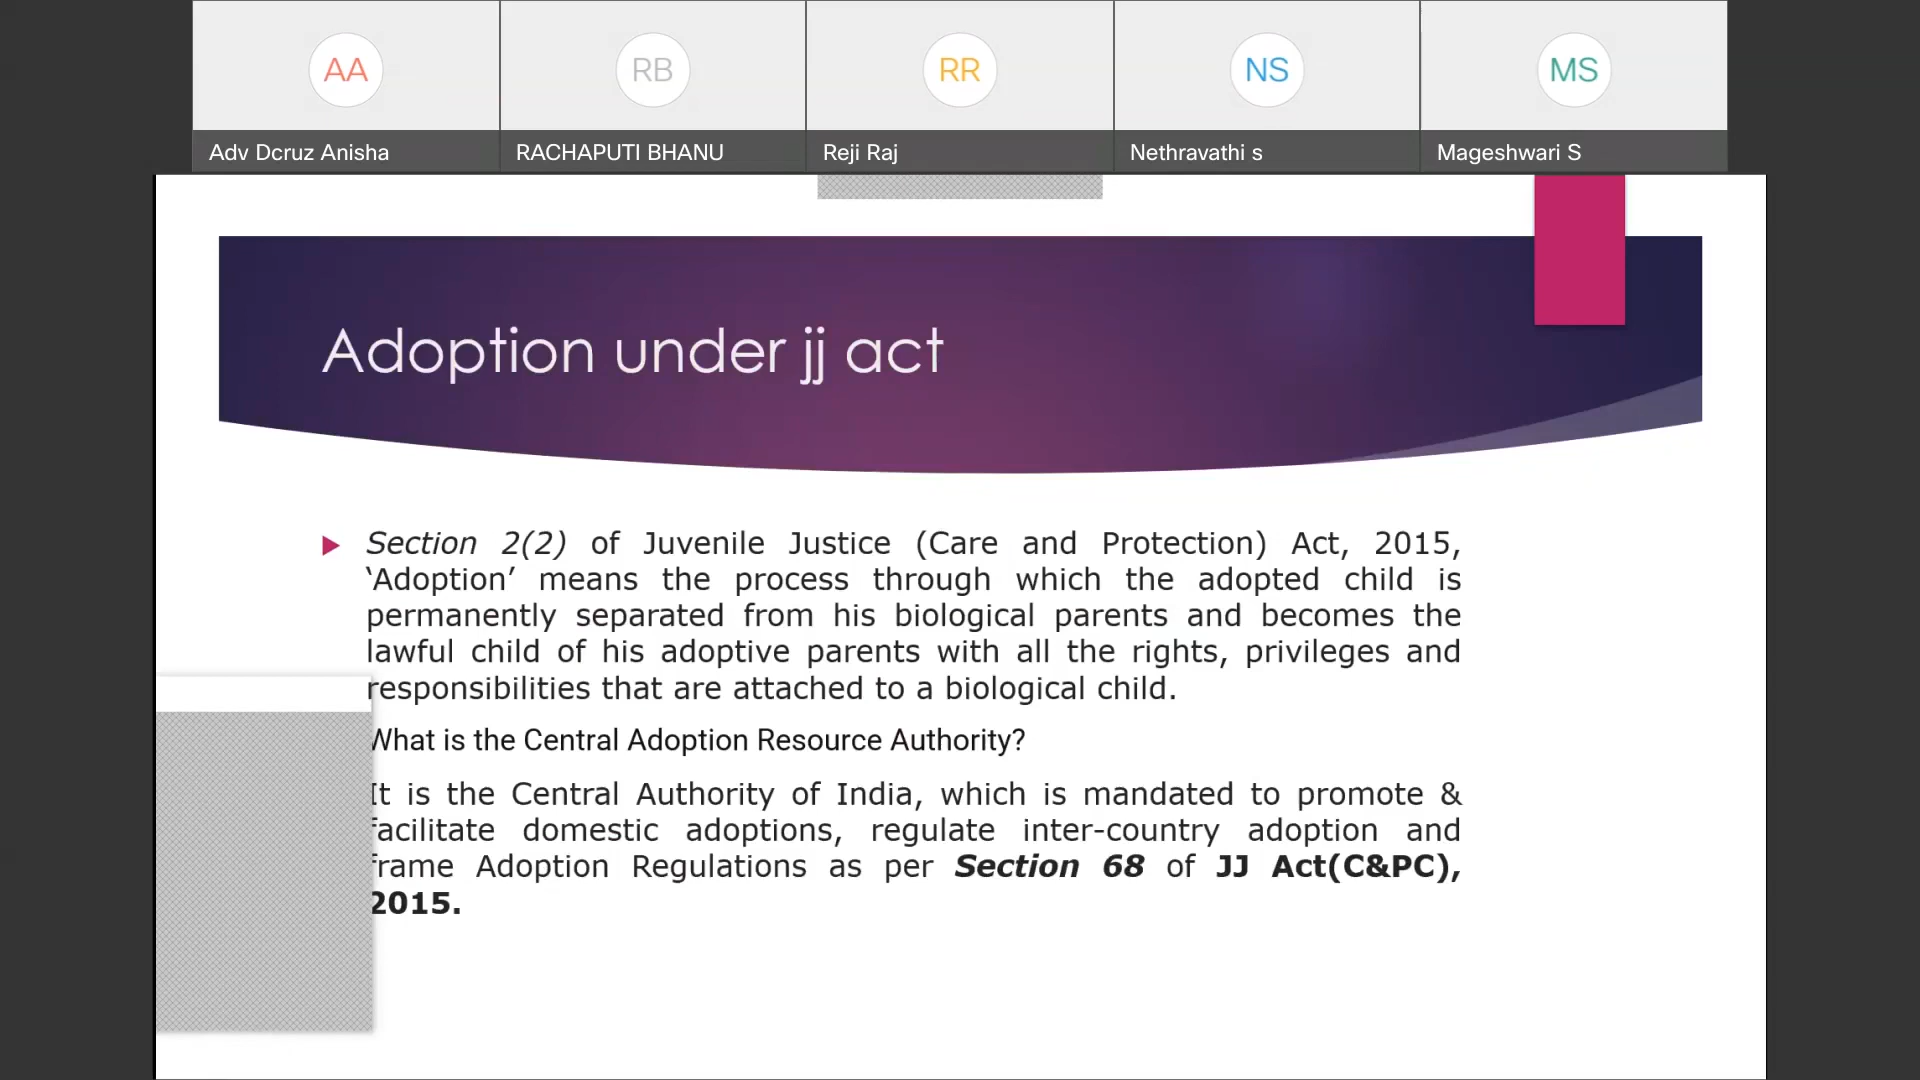 AA
RB
RR
NS
MS
Adv Dcruz Anisha
RACHAPUTI BHANU
Reji Raj
Nethravathi s
Mageshwari S
Adoption under jj act
Section 2(2) of Juvenile Justice (Care and Protection) Act, 2015,
‘Adoption’ means the process through which the adopted child is
permanently separated from his biological parents and becomes the
lawful child of his adoptive parents with all the rights, privileges and
responsibilities that are attached to a biological child.
What is the Central Adoption Resource Authority?
It is the Central Authority of India, which is mandated to promote &
facilitate domestic adoptions, regulate inter-country adoption and
frame Adoption Regulations as per Section 68 of JJ Act(C&PC),
2015.